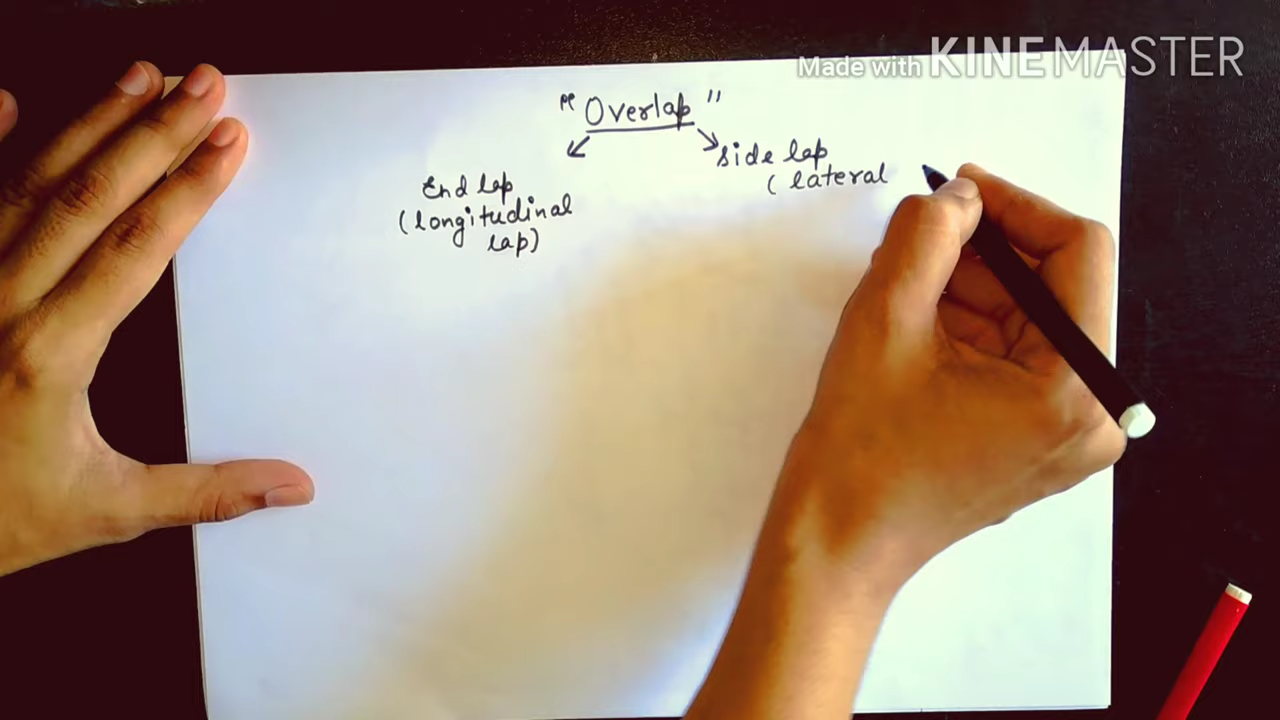 Made with KINEMASTER
"Overlap"
End lap
(longitudinal
lap)
Side lap
( lateral